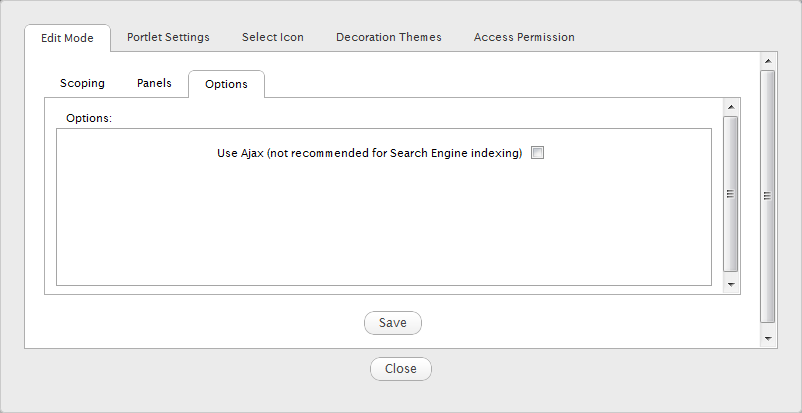 Edit Mode Portlet Settings Select Icon Decoration Themes Access Permission
Scoping Panels Options
Options:
Use Ajax (not recommended for Search Engine indexing)
Save
Close